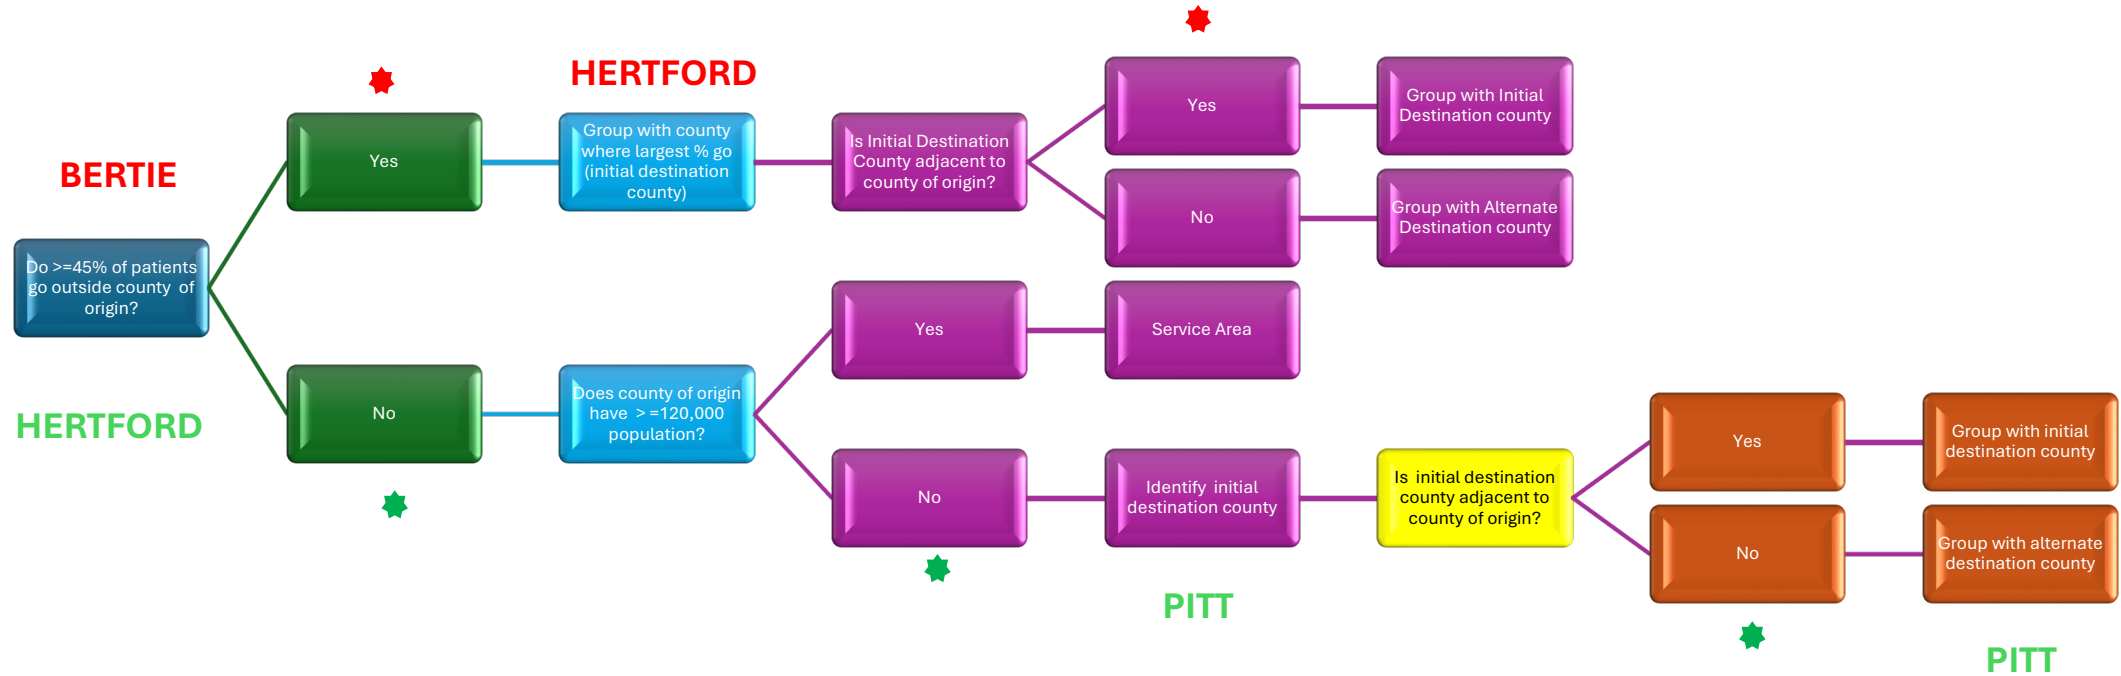 BERTIE
Do >=45% of patients
go outside county  of
origin?
HERTFORD
Yes
No
HERTFORD
Group with county
where largest % go
(initial destination
county)
Does county of origin
have  > =120,000
population?
Is Initial Destination
County adjacent to
county of origin?
Yes
Group with Initial
Destination county
No
Group with Alternate
Destination county
Yes
Service Area
No
Identify  initial
destination county
PITT
Is  initial destination
county adjacent to
county of origin?
Yes
Group with initial
destination county
No
Group with alternate
destination county
PITT